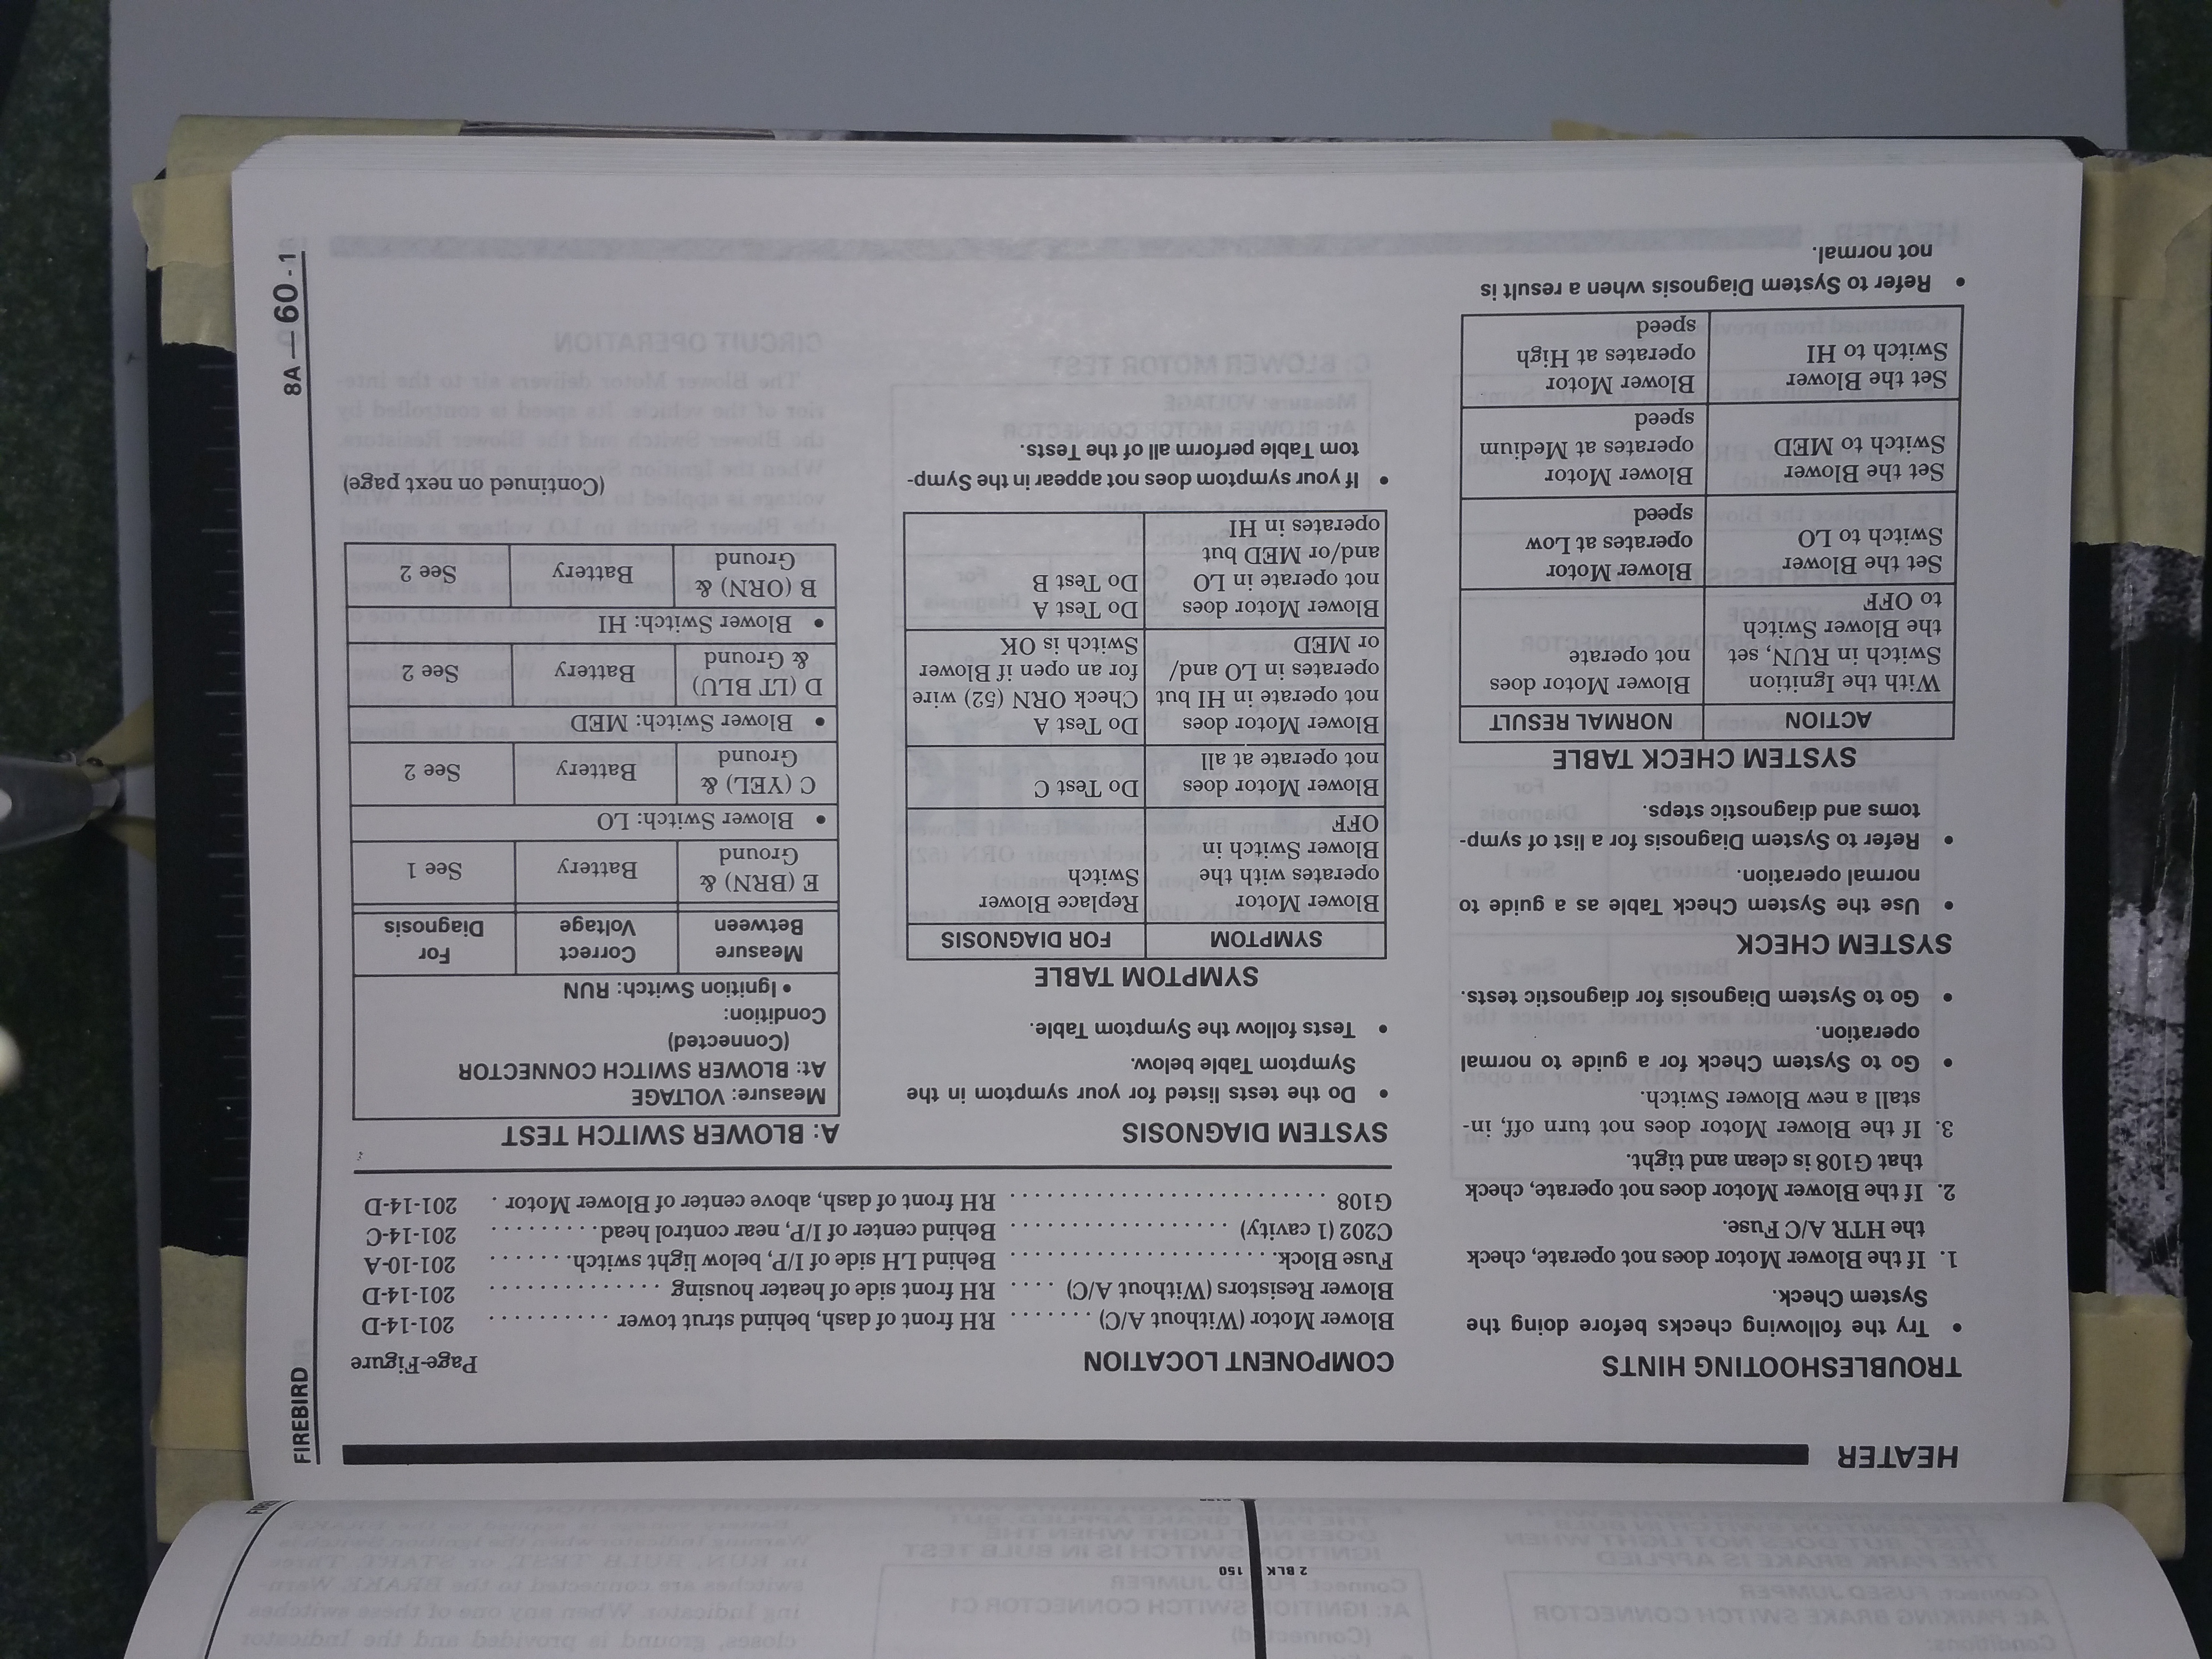 HEATER
FIREBIRD
8A — 60 - 1
TROUBLESHOOTING HINTS
• Try the following checks before doing the
System Check.
1. If the Blower Motor does not operate, check
the HTR A/C Fuse.
2. If the Blower Motor does not operate, check
that G108 is clean and tight.
3. If the Blower Motor does not turn off, in-
stall a new Blower Switch.
• Go to System Check for a guide to normal
operation.
• Go to System Diagnosis for diagnostic tests.
SYSTEM CHECK
• Use the System Check Table as a guide to
normal operation.
• Refer to System Diagnosis for a list of symp-
toms and diagnostic steps.
SYSTEM CHECK TABLE
ACTION NORMAL RESULT
With the Ignition Blower Motor does
Switch in RUN, set not operate
the Blower Switch
to OFF
Set the Blower Blower Motor
Switch to LO operates at Low
speed
Set the Blower Blower Motor
Switch to MED operates at Medium
speed
Set the Blower Blower Motor
Switch to HI operates at High
speed
• Refer to System Diagnosis when a result is
not normal.
COMPONENT LOCATION Page-Figure
Blower Motor (Without A/C) ....... RH front of dash, behind strut tower ........... 201-14-D
Blower Resistors (Without A/C) .... RH front side of heater housing ............... 201-14-D
Fuse Block. ........................ Behind LH side of I/P, below light switch. ....... 201-10-A
C202 (1 cavity) .................... Behind center of I/P, near control head. ......... 201-14-C
G108 ............................. RH front of dash, above center of Blower Motor . 201-14-D
SYSTEM DIAGNOSIS
• Do the tests listed for your symptom in the
Symptom Table below.
• Tests follow the Symptom Table.
SYMPTOM TABLE
SYMPTOM FOR DIAGNOSIS
Blower Motor Replace Blower
operates with the Switch
Blower Switch in
OFF
Blower Motor does Do Test C
not operate at all
Blower Motor does Do Test A
not operate in HI but Check ORN (52) wire
operates in LO and/ for an open if Blower
or MED Switch is OK
Blower Motor does Do Test A
not operate in LO Do Test B
and/or MED but
operates in HI
• If your symptom does not appear in the Symp-
tom Table perform all of the Tests.
A: BLOWER SWITCH TEST
Measure: VOLTAGE
At: BLOWER SWITCH CONNECTOR
(Connected)
Condition:
• Ignition Switch: RUN
Measure Correct For
Between Voltage Diagnosis
E (BRN) & Battery See 1
Ground
• Blower Switch: LO
C (YEL) & Battery See 2
Ground
• Blower Switch: MED
D (LT BLU) Battery See 2
& Ground
• Blower Switch: HI
B (ORN) & Battery See 2
Ground
(Continued on next page)
2 BLK 150